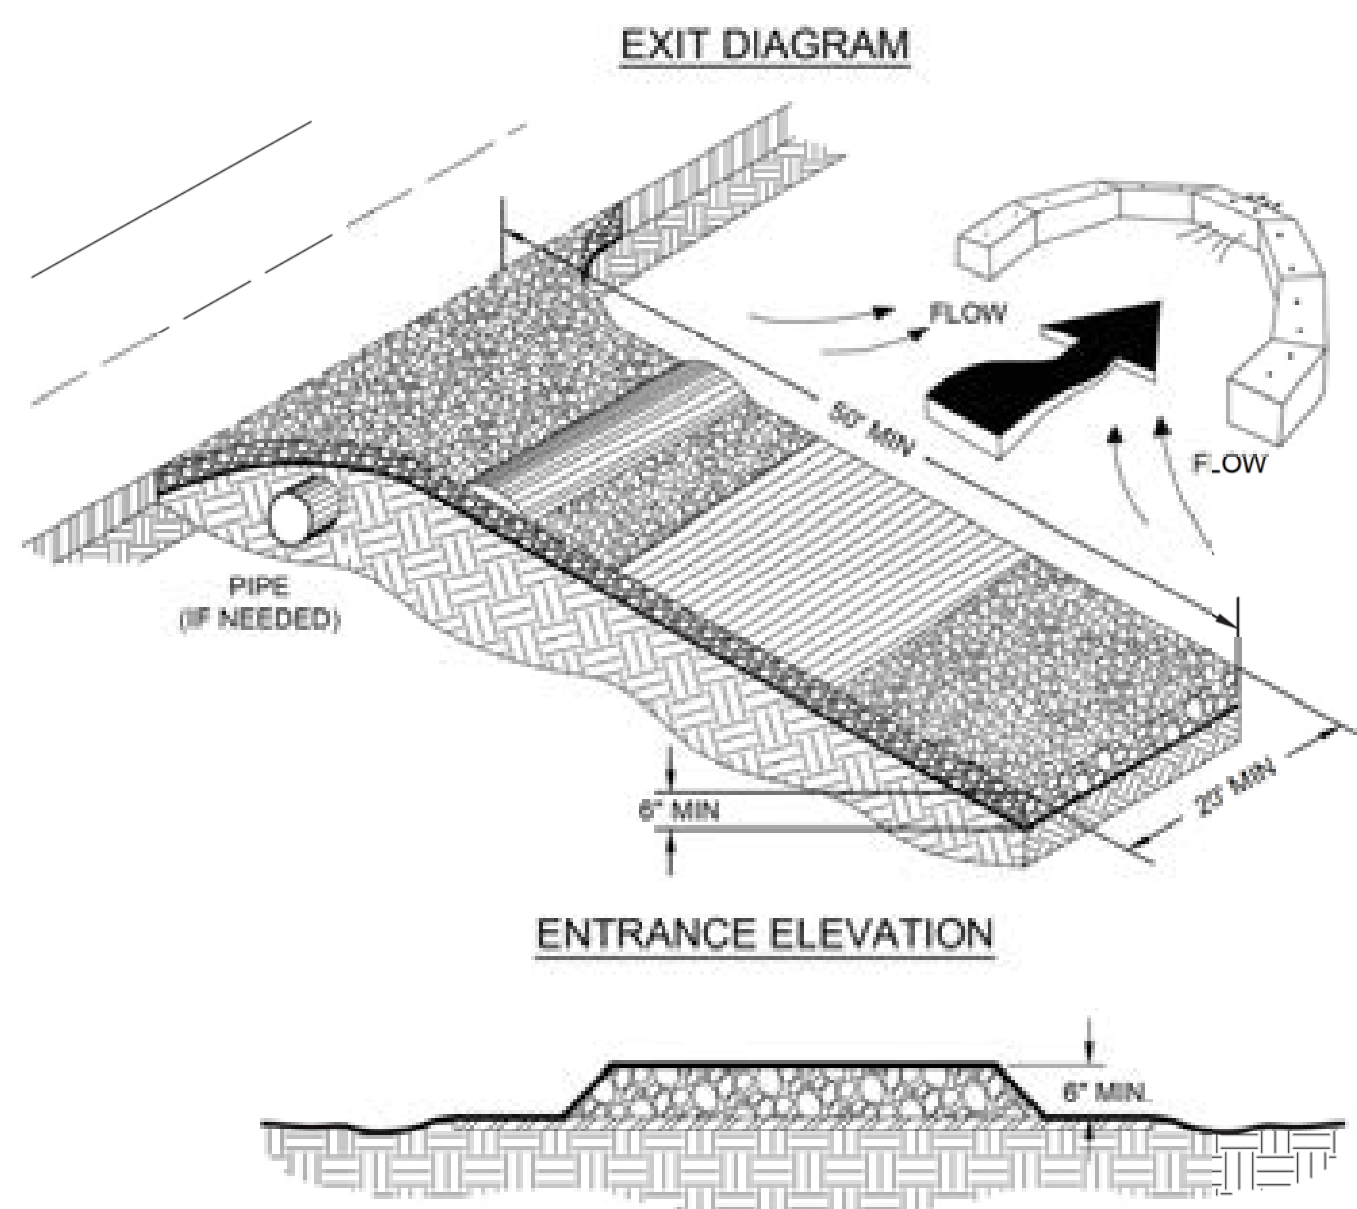 EXIT DIAGRAM
FLOW
50' MIN
FLOW
PIPE
(IF NEEDED)
6" MIN
20' MIN
ENTRANCE ELEVATION
6" MIN.